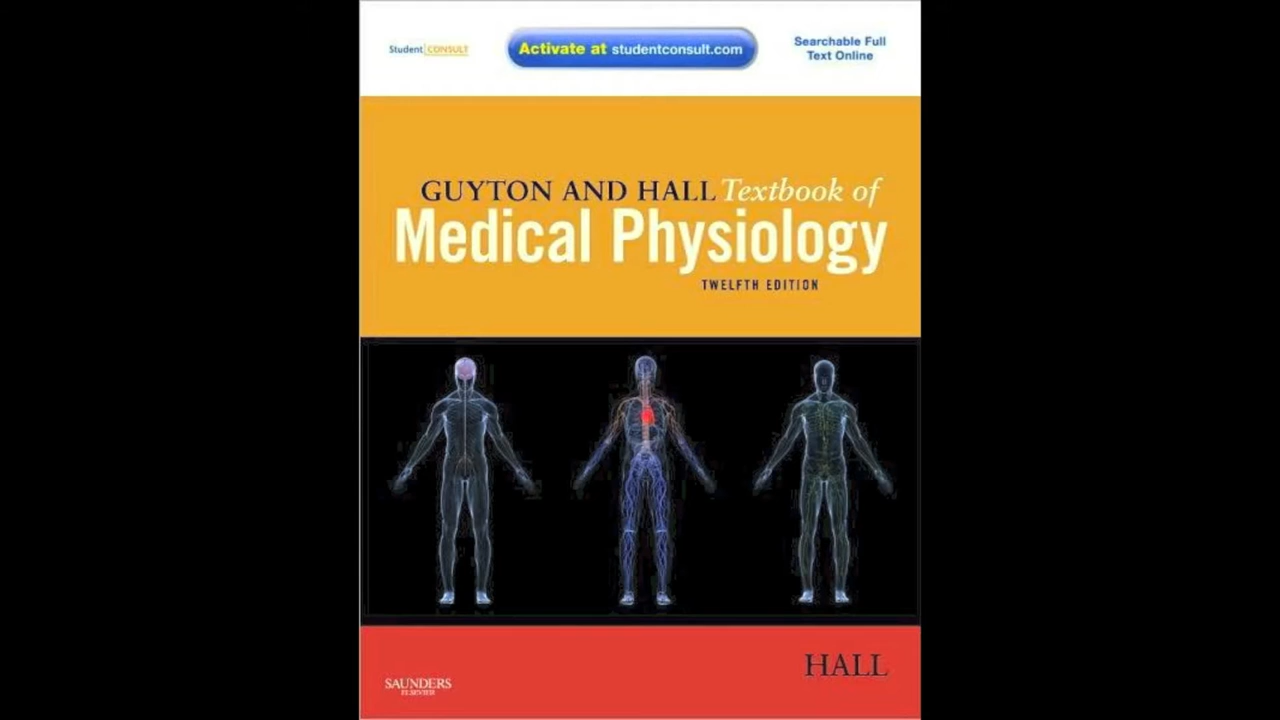 Student CONSULT
Activate at studentconsult.com
Searchable Full
Text Online
GUYTON AND HALL Textbook of
Medical Physiology
TWELFTH EDITION
HALL
SAUNDERS
ELSEVIER